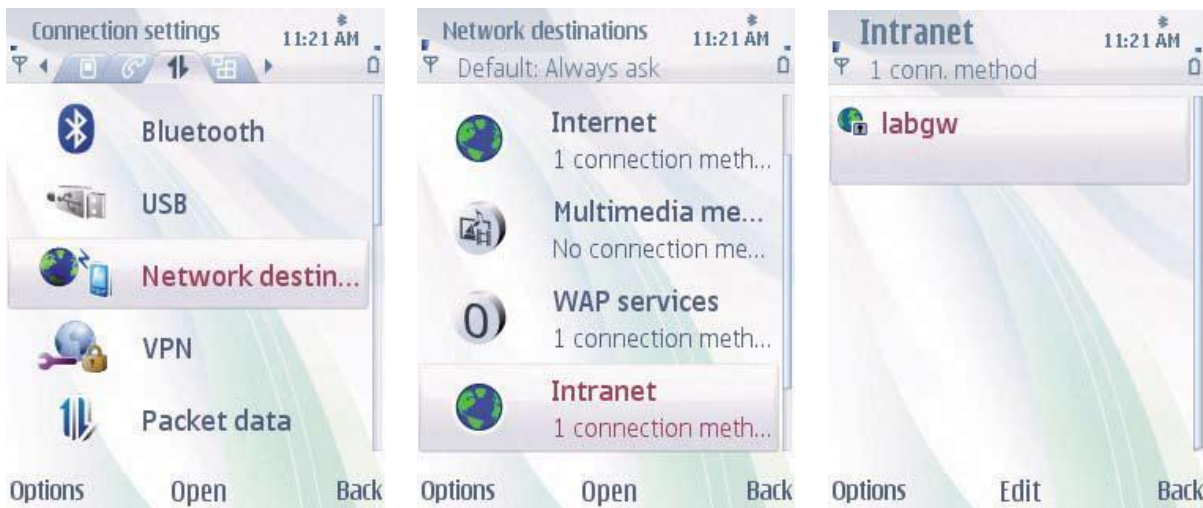 Connection settings
11:21 AM
Bluetooth
USB
Network destin...
VPN
Packet data
Options Open Back
Network destinations
11:21 AM
Default: Always ask
Internet
1 connection meth...
Multimedia me...
No connection me...
WAP services
1 connection meth...
Intranet
1 connection meth...
Options Open Back
Intranet
11:21 AM
1 conn. method
labgw
Options Edit Back